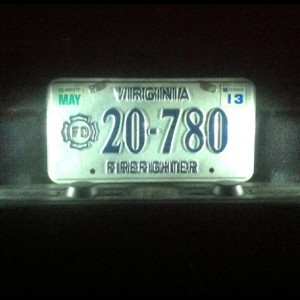 MAY
VIRGINIA
13
FD
20-780
FIREFIGHTER